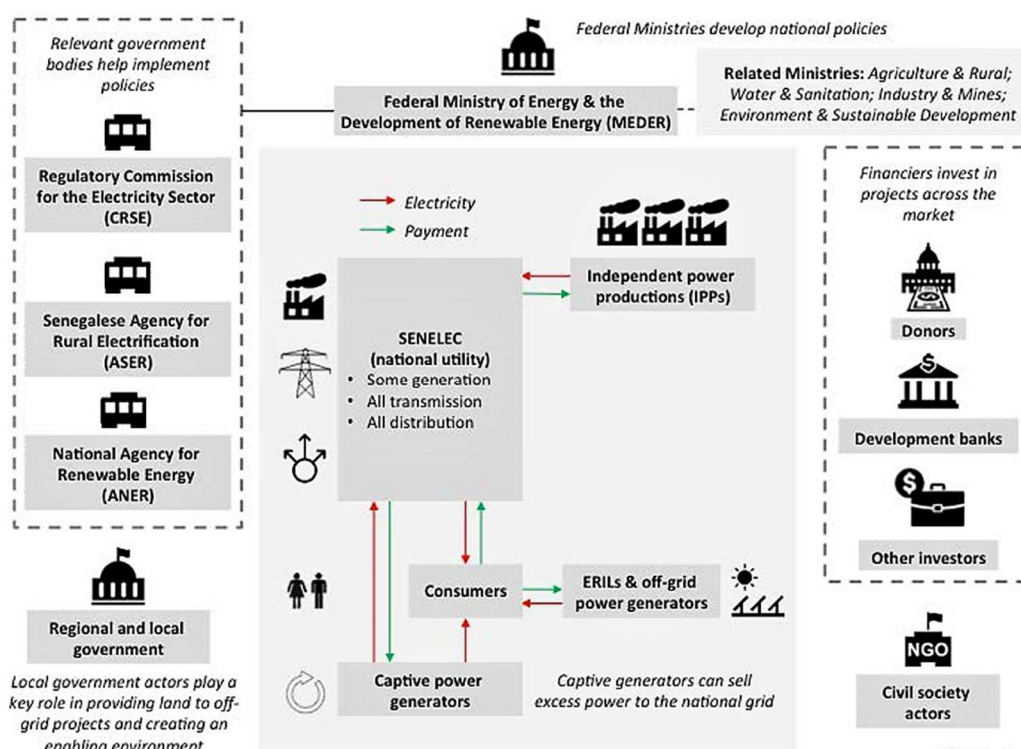 Relevant government
bodies help implement
policies
Regulatory Commission
for the Electricity Sector
(CRSE)
Senegalese Agency for
Rural Electrification
(ASER)
National Agency for
Renewable Energy
(ANER)
Regional and local
government
Local government actors play a
key role in providing land to off-
grid projects and creating an
enabling environment
Federal Ministries develop national policies
Federal Ministry of Energy & the
Development of Renewable Energy (MEDER)
Related Ministries: Agriculture & Rural;
Water & Sanitation; Industry & Mines;
Environment & Sustainable Development
Electricity
Payment
Independent power
productions (IPPs)
SENELEC
(national utility)
• Some generation
• All transmission
• All distribution
Consumers
ERILs & off-grid
power generators
Captive power
generators
Captive generators can sell
excess power to the national grid
Financiers invest in
projects across the
market
Donors
$
Development banks
$
Other investors
NGO
Civil society
actors